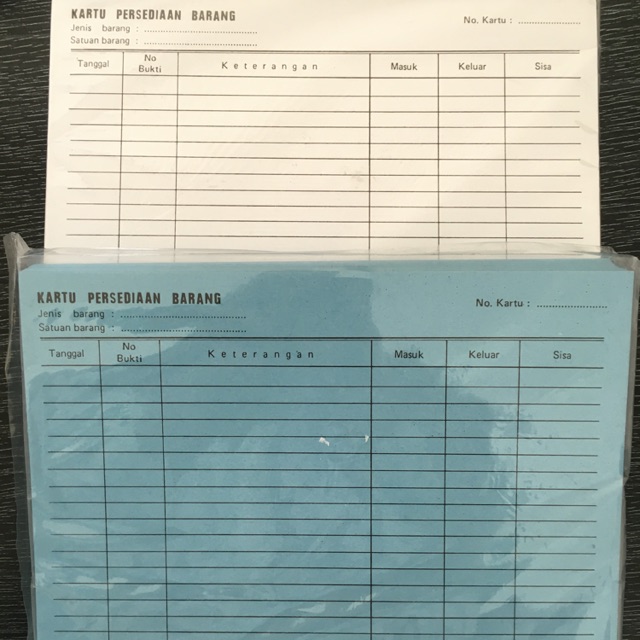 KARTU PERSEDIAAN BARANG
No. Kartu : ........................
Jenis barang : ....................................
Satuan barang : ....................................
Tanggal No Bukti Keterangan Masuk Keluar Sisa
KARTU PERSEDIAAN BARANG
No. Kartu : ........................
Jenis barang : ....................................
Satuan barang : ....................................
Tanggal No Bukti Keterangan Masuk Keluar Sisa